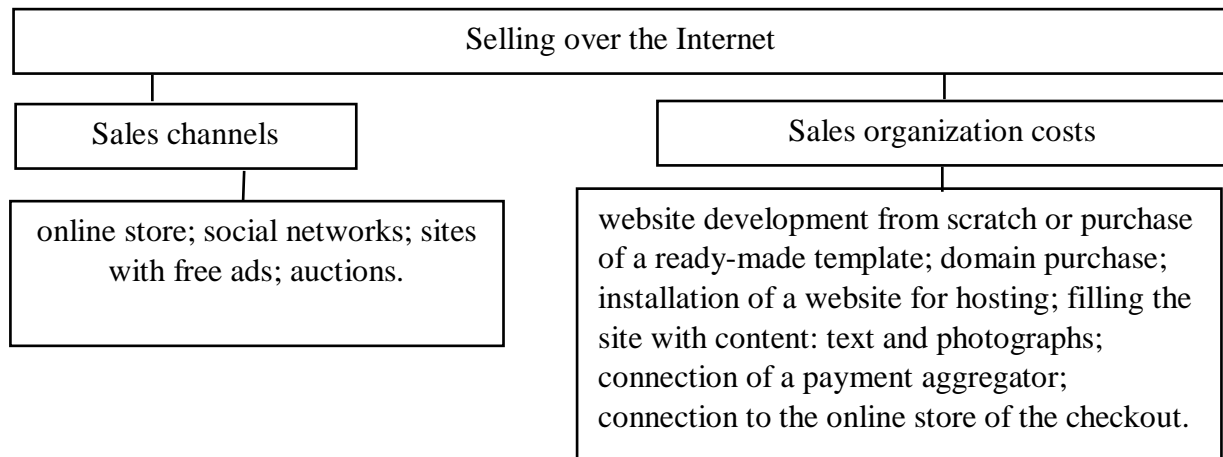 Selling over the Internet
Sales channels
Sales organization costs
online store; social networks; sites
with free ads; auctions.
website development from scratch or purchase
of a ready-made template; domain purchase;
installation of a website for hosting; filling the
site with content: text and photographs;
connection of a payment aggregator;
connection to the online store of the checkout.